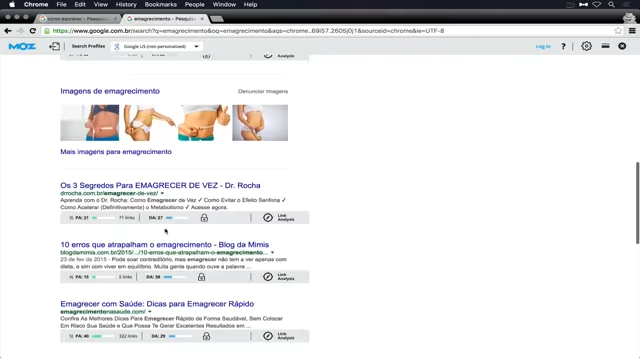 Chrome File Edit View History Bookmarks People Window Help
como escrever - Pesquis
emagrecimento - Pesquis
https://www.google.com.br/search?q=emagrecimento&oq=emagrecimento&aqs=chrome..69i57.2605j0j1&sourceid=chrome&ie=UTF-8
MOZ Search Profiles Google US (non-personalized) Log In ?
Analysis
Imagens de emagrecimento Denunciar imagens
Mais imagens para emagrecimento
Os 3 Segredos Para EMAGRECER DE VEZ - Dr. Rocha
drrocha.com.br/emagrecer-de-vez/
Aprenda com o Dr. Rocha: Como Emagrecer de Vez ✓ Como Evitar o Efeito Sanfona ✓
Como Acelerar (Definitivamente) o Metabolismo ✓ Acesse agora.
3) PA: 21 71 links DA: 27 Link Analysis
10 erros que atrapalham o emagrecimento - Blog da Mimis
blogdamimis.com.br/2015/.../10-erros-que-atrapalham-o-emagrecimento...
23 de fev de 2015 - Pode soar contraditório, mas emagrecer não tem a ver apenas com
dieta, e sim com viver em equilíbrio. Muita gente quando ouve a palavra ...
4) PA: 15 5 links DA: 38 Link Analysis
Emagrecer com Saúde: Dicas para Emagrecer Rápido
emagrecimentonasaude.com/
Confira As Melhores Dicas Para Emagrecer Rápido de Forma Saudável, Sem Colocar
Em Risco Sua Saúde e Que Possa Te Gerar Excelentes Resultados em ...
5) PA: 40 322 links DA: 29 Link Analysis